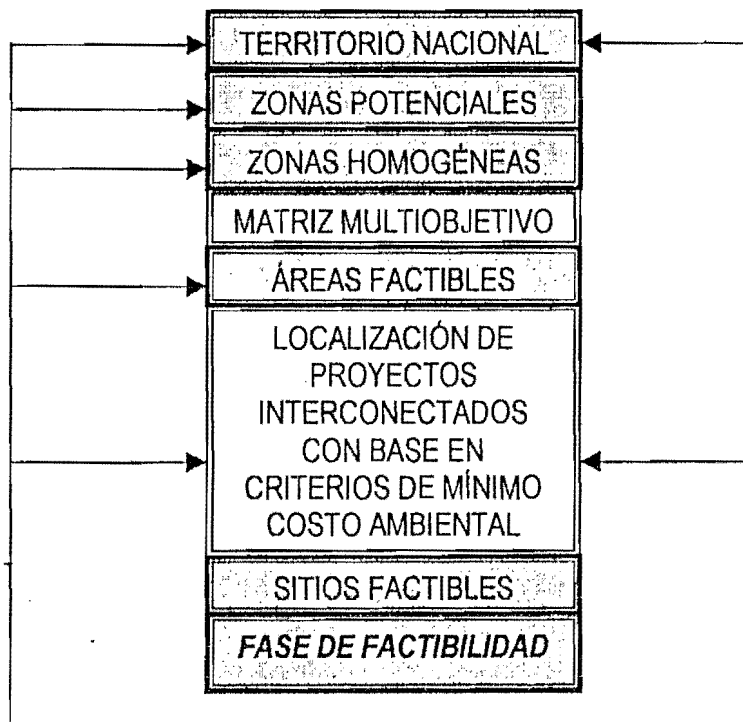 TERRITORIO NACIONAL
ZONAS POTENCIALES
ZONAS HOMOGÉNEAS
MATRIZ MULTIOBJETIVO
ÁREAS FACTIBLES
LOCALIZACIÓN DE
PROYECTOS
INTERCONECTADOS
CON BASE EN
CRITERIOS DE MÍNIMO
COSTO AMBIENTAL
SITIOS FACTIBLES
FASE DE FACTIBILIDAD